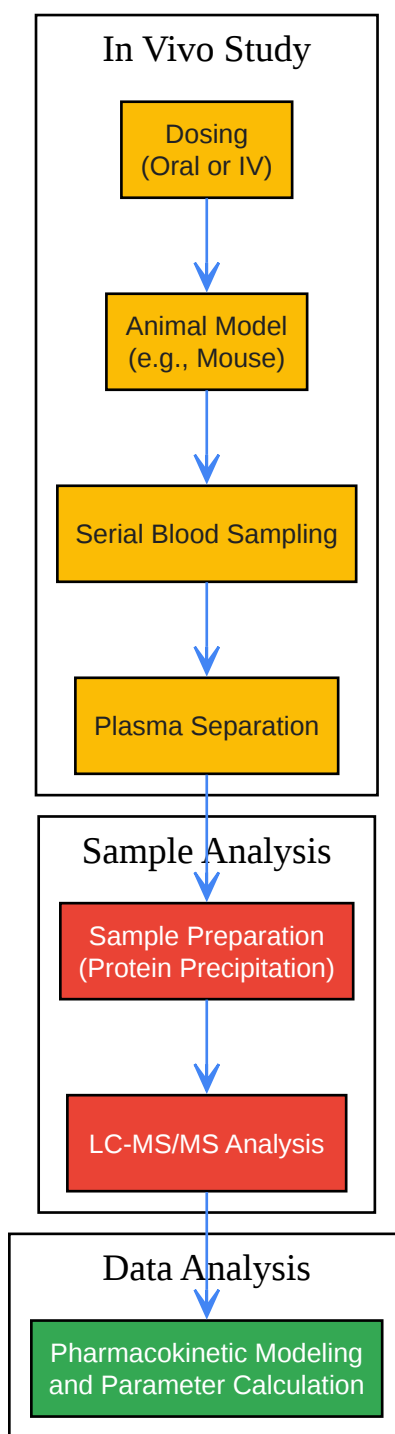 In Vivo Study
Dosing
(Oral or IV)
Animal Model
(e.g., Mouse)
Serial Blood Sampling
Plasma Separation
Sample Analysis
Sample Preparation
(Protein Precipitation)
LC-MS/MS Analysis
Data Analysis
Pharmacokinetic Modeling
and Parameter Calculation